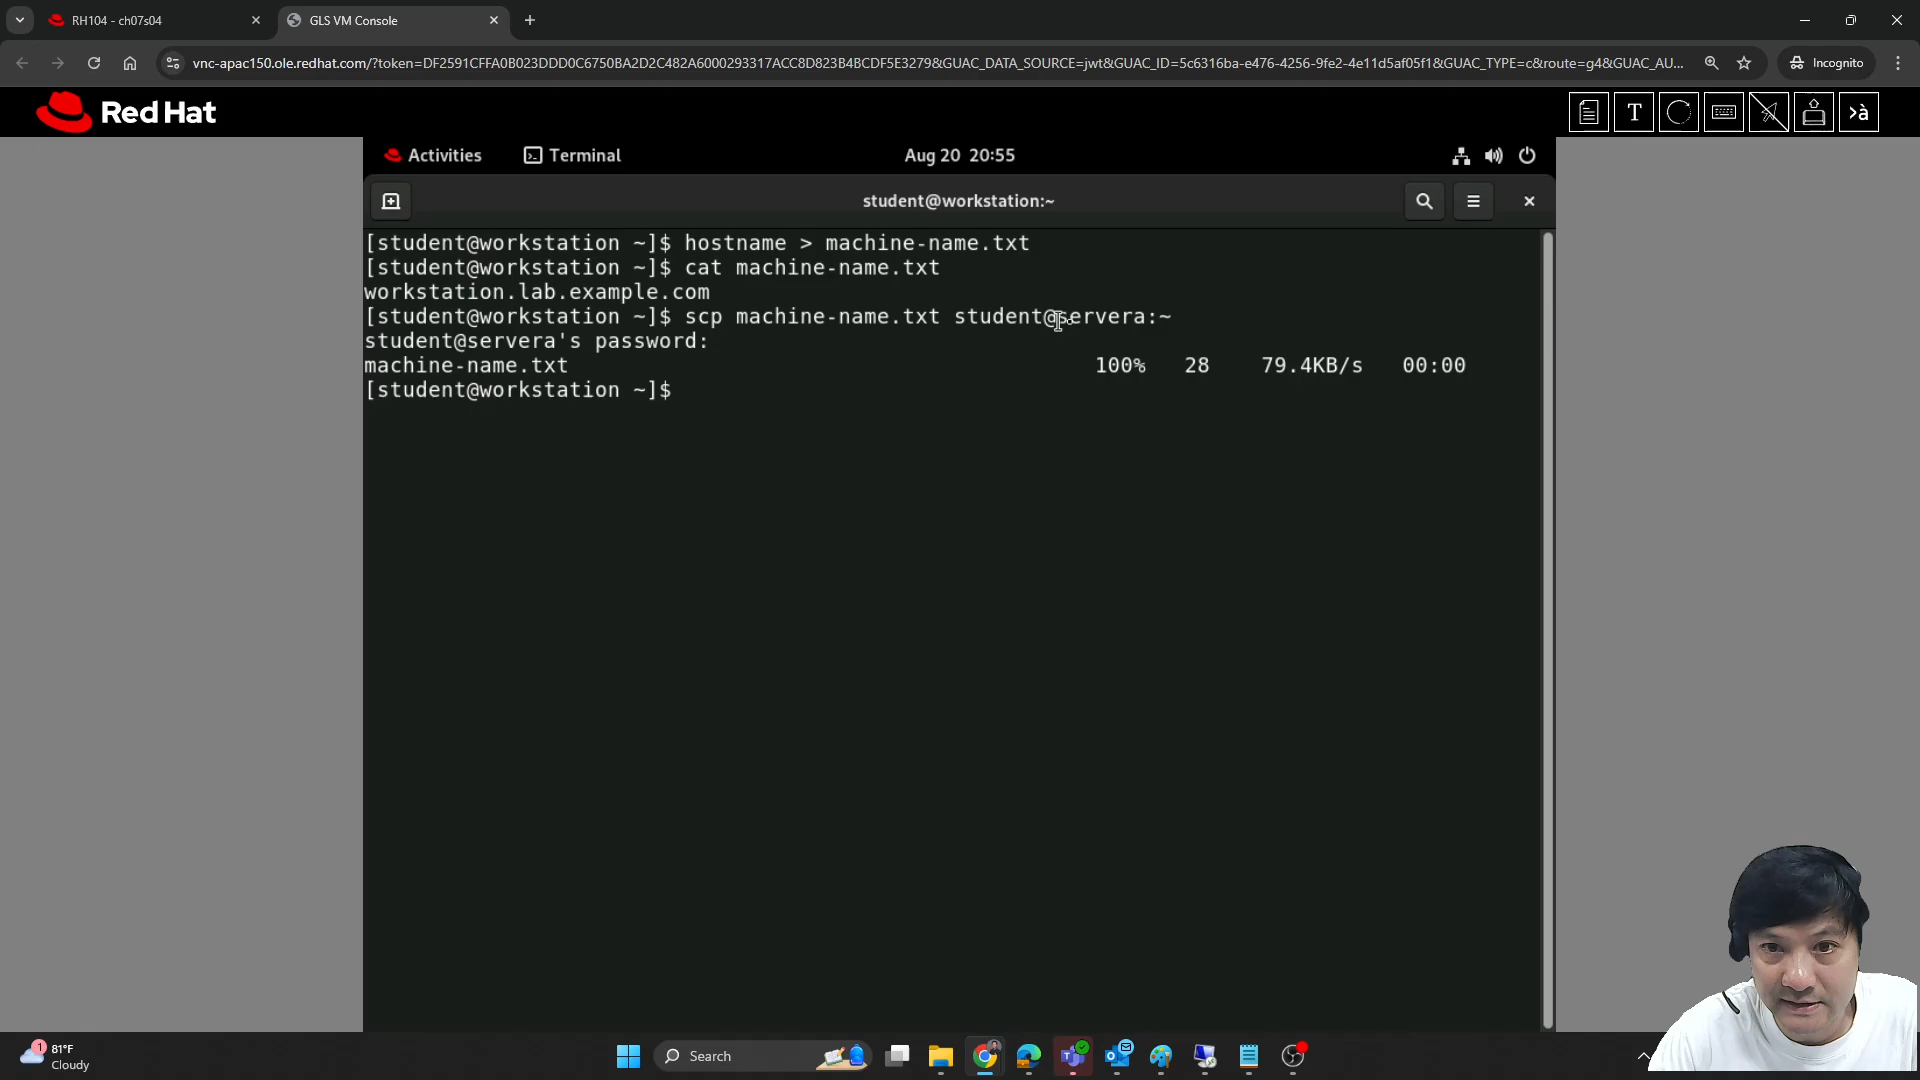 RH104 - ch07s04
GLS VM Console
vnc-apac150.ole.redhat.com/?token=DF2591CFFA0B023DDD0C6750BA2D2C482A6000293317ACC8D823B4BCDF5E3279&GUAC_DATA_SOURCE=jwt&GUAC_ID=5c6316ba-e476-4256-9fe2-4e11d5af05f1&GUAC_TYPE=c&route=g4&GUAC_AU...
Incognito
Red Hat
T
>à
Activities
Terminal
Aug 20 20:55
student@workstation:~
[student@workstation ~]$ hostname > machine-name.txt
[student@workstation ~]$ cat machine-name.txt
workstation.lab.example.com
[student@workstation ~]$ scp machine-name.txt student@servera:~
student@servera's password:
machine-name.txt 100% 28 79.4KB/s 00:00
[student@workstation ~]$
1
81°F
Cloudy
Search